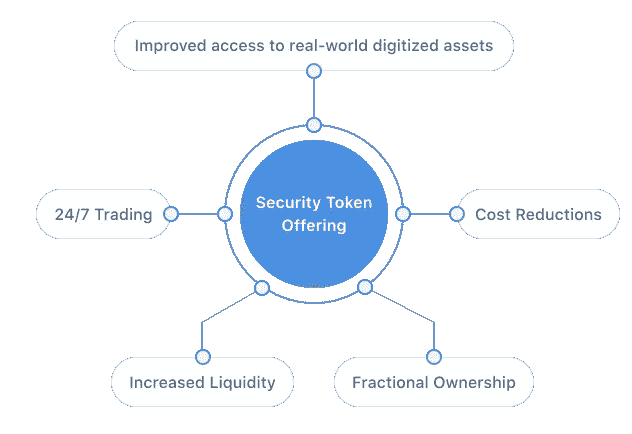 Improved access to real-world digitized assets
Security Token
Offering
24/7 Trading
Cost Reductions
Increased Liquidity
Fractional Ownership